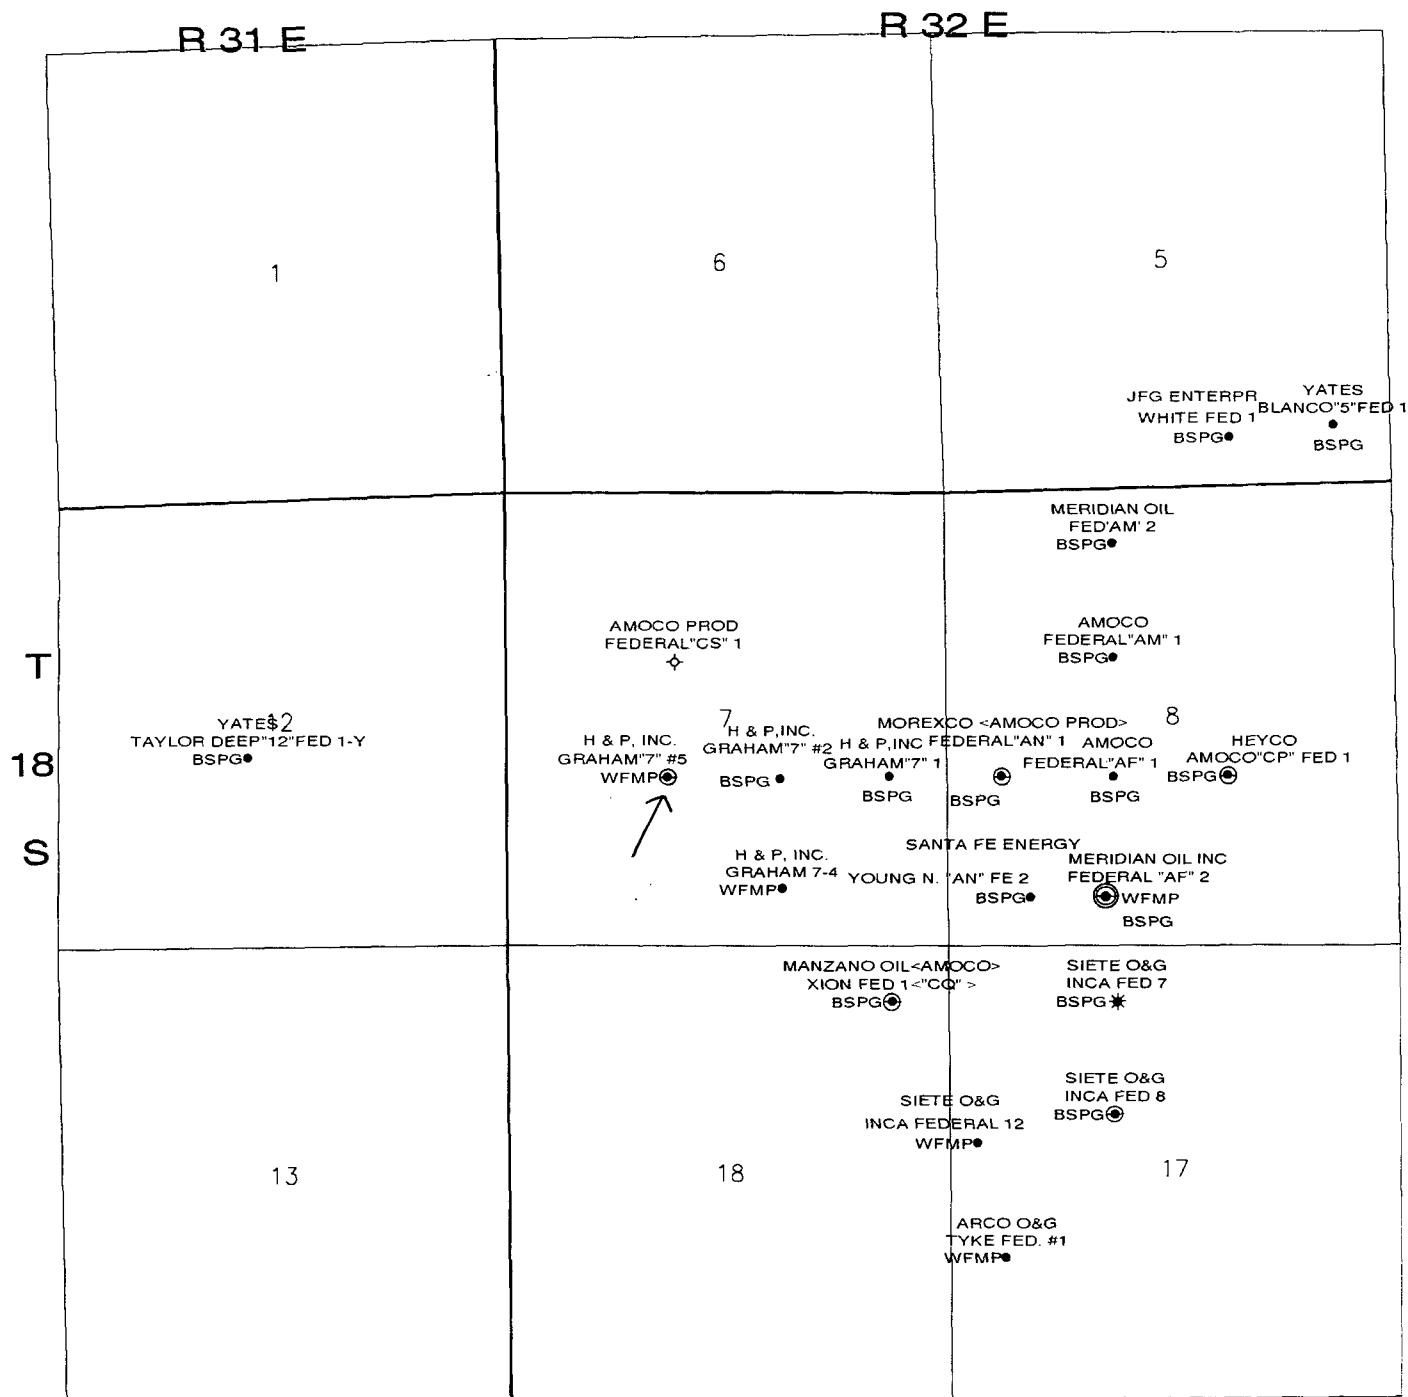 R 31 E
R 32 E
1
6
5
JFG ENTERPR
WHITE FED 1
BSPG
YATES
BLANCO"5"FED 1
BSPG
MERIDIAN OIL
FED'AM' 2
BSPG
AMOCO PROD
FEDERAL"CS" 1
AMOCO
FEDERAL"AM" 1
BSPG
T
18
S
YATES
12
TAYLOR DEEP"12"FED 1-Y
BSPG
7
8
H & P, INC.
GRAHAM"7" #5
WFMP
H & P,INC.
GRAHAM"7" #2
BSPG
H & P,INC
GRAHAM"7" 1
BSPG
MOREXCO <AMOCO PROD>
FEDERAL"AN" 1
BSPG
AMOCO
FEDERAL"AF" 1
BSPG
HEYCO
AMOCO"CP" FED 1
BSPG
H & P, INC.
GRAHAM 7-4
WFMP
SANTA FE ENERGY
YOUNG N. "AN" FE 2
BSPG
MERIDIAN OIL INC
FEDERAL "AF" 2
WFMP
BSPG
MANZANO OIL<AMOCO>
XION FED 1<"CQ" >
BSPG
SIETE O&G
INCA FED 7
BSPG
SIETE O&G
INCA FED 8
BSPG
SIETE O&G
INCA FEDERAL 12
WFMP
13
18
17
ARCO O&G
TYKE FED. #1
WFMP